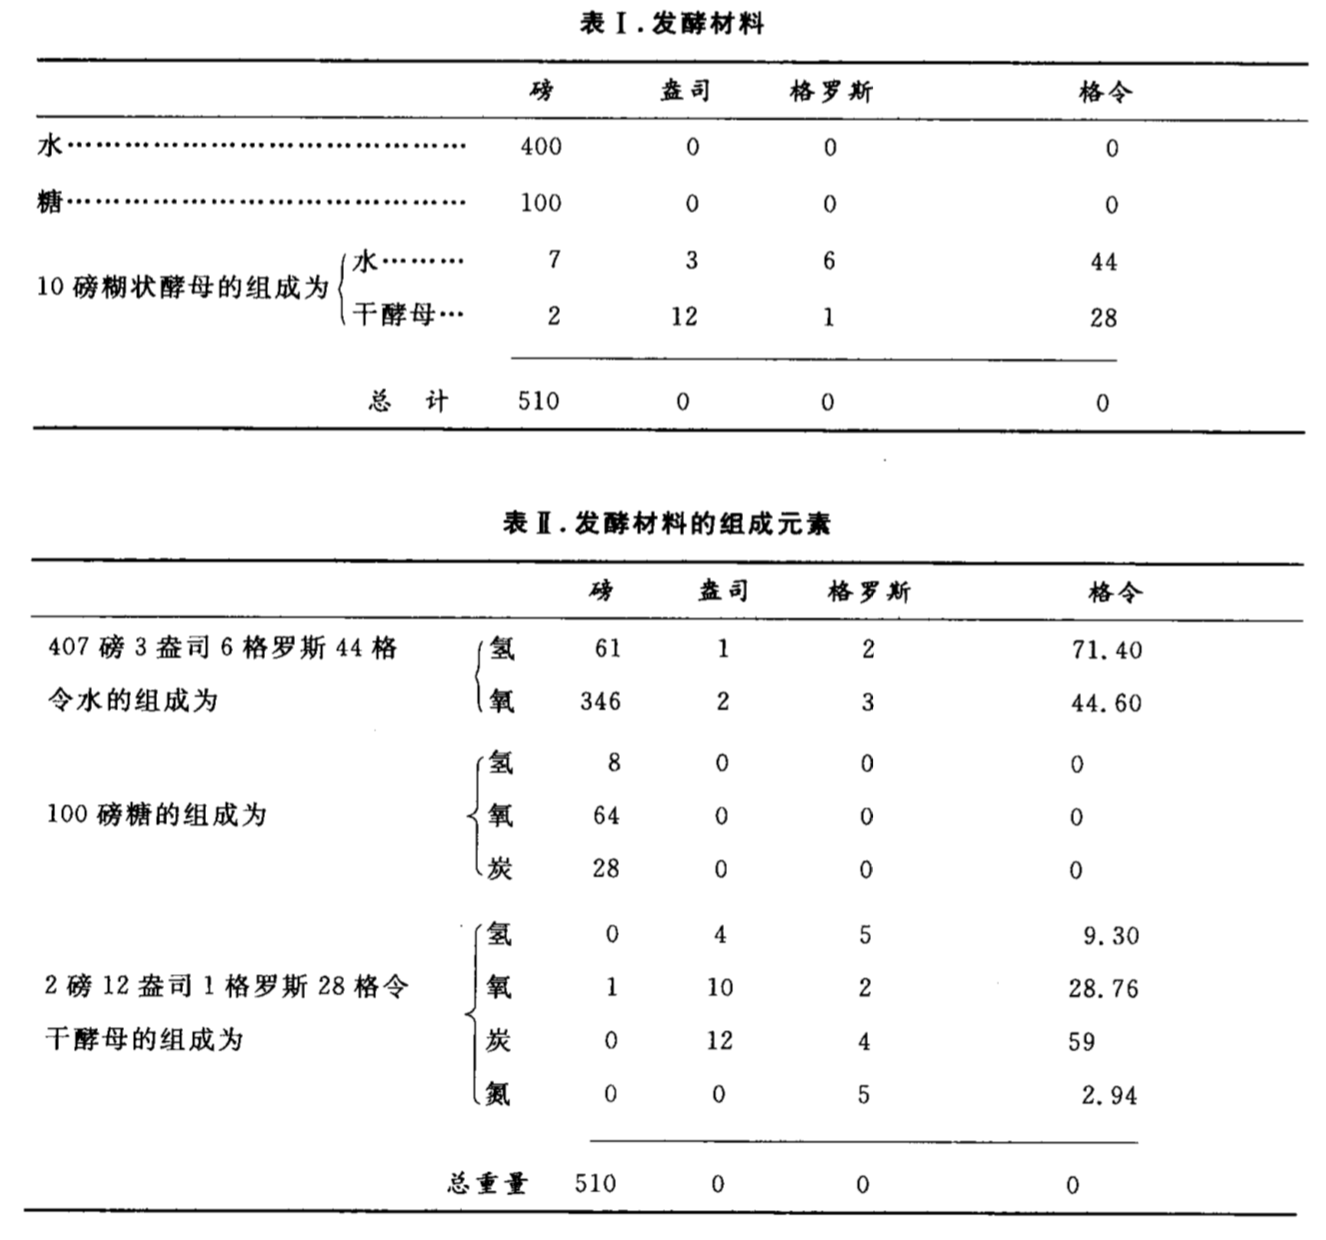 表Ⅰ.发酵材料
磅 盎司 格罗斯 格令
水………………………………… 400 0 0 0
糖………………………………… 100 0 0 0
10 磅糊状酵母的组成为 水……… 7 3 6 44
干酵母… 2 12 1 28
总 计 510 0 0 0
表Ⅱ.发酵材料的组成元素
磅 盎司 格罗斯 格令
407 磅 3 盎司 6 格罗斯 44 格 氢 61 1 2 71.40
令水的组成为 氧 346 2 3 44.60
氢 8 0 0 0
100 磅糖的组成为 氧 64 0 0 0
炭 28 0 0 0
氢 0 4 5 9.30
2 磅 12 盎司 1 格罗斯 28 格令 氧 1 10 2 28.76
干酵母的组成为 炭 0 12 4 59
氮 0 0 5 2.94
总重量 510 0 0 0